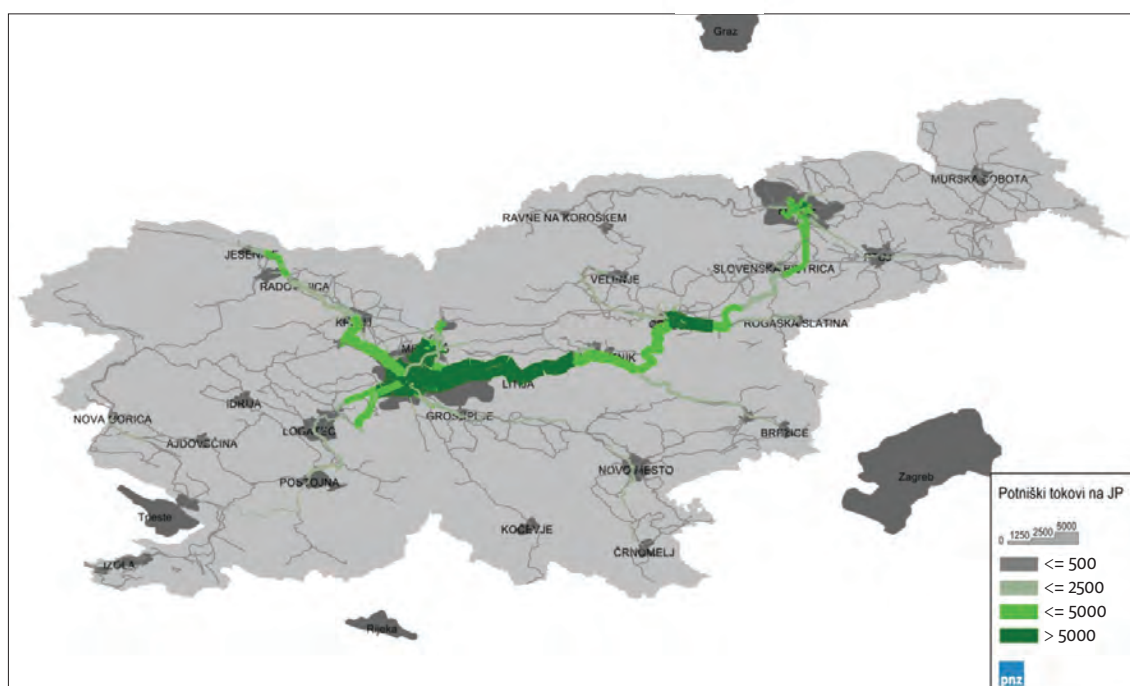 Graz
MURSKA SOBOTA
RAVNE NA KOROŠKEM
JESENICE
SLOVENSKA BISTRICA
VELENJE
RADOVLJICA
ROGAŠKA SLATINA
LITIJA
IDRIJA
GROSUPLJE
NOVA GORICA
LOGATEC
AJDOVŠČINA
BREŽICE
NOVO MESTO
Zagreb
POSTOJNA
Potniški tokovi na JP
Trieste
KOČEVJE
0 1250 2500 5000
ČRNOMELJ
IZOLA
<= 500
<= 2500
Rijeka
<= 5000
> 5000
pnz